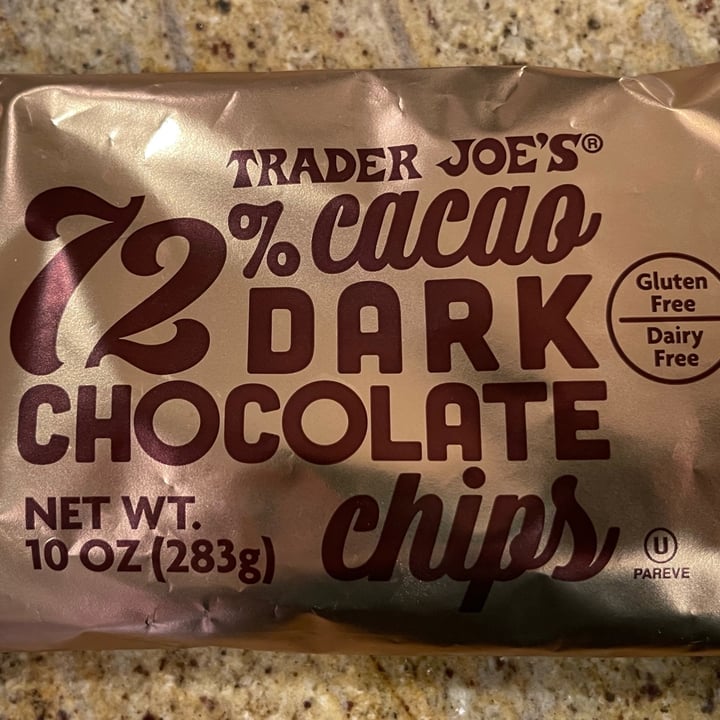 TRADER JOE'S®
72% cacao
DARK
CHOCOLATE
chips
Gluten
Free
Dairy
Free
NET WT.
10 OZ (283g)
U
PAREVE